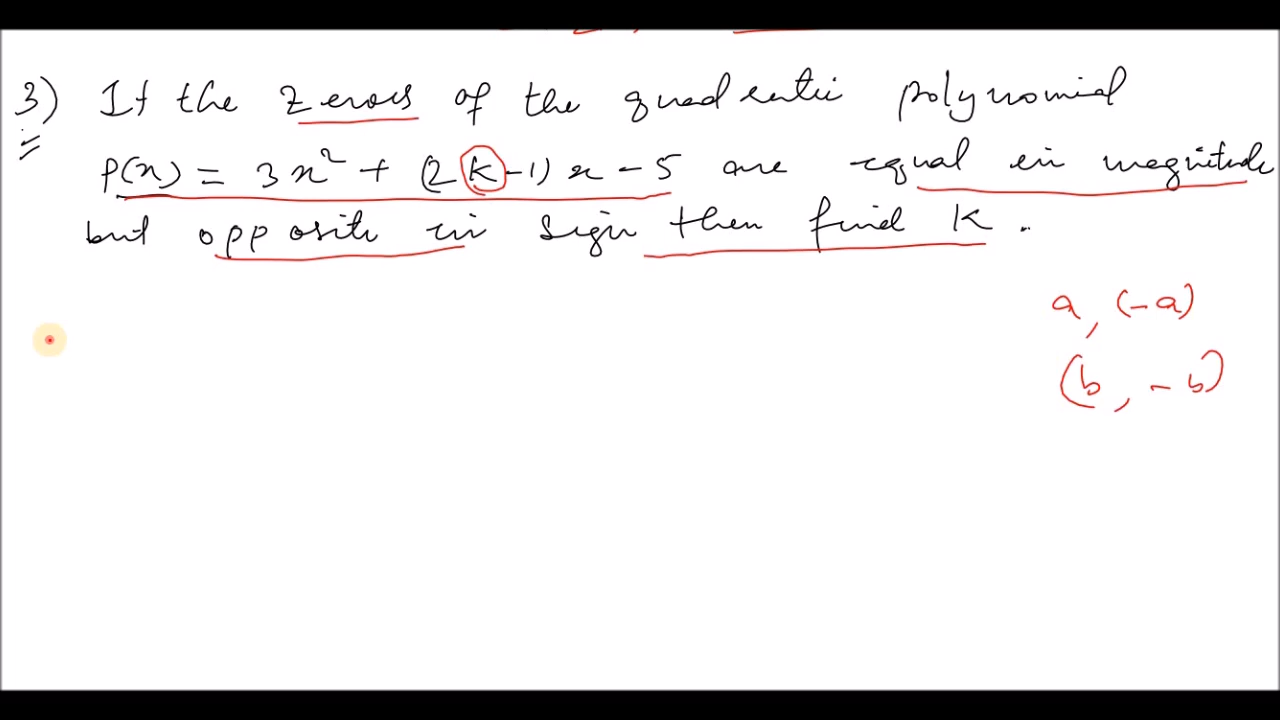 3) If the zeroes of the quadratic polynomial
P(x) = 3x² + (2k-1)x - 5 are equal in magnitude
but opposite in sign then find K.
a, (-a)
(b, -b)